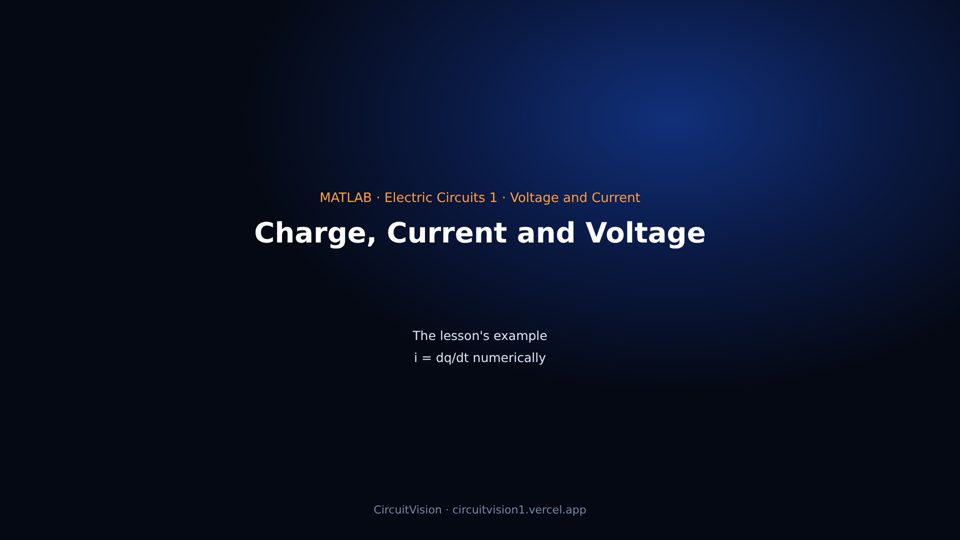 MATLAB · Electric Circuits 1 · Voltage and Current
Charge, Current and Voltage
The lesson's example
i = dq/dt numerically
CircuitVision · circuitvision1.vercel.app